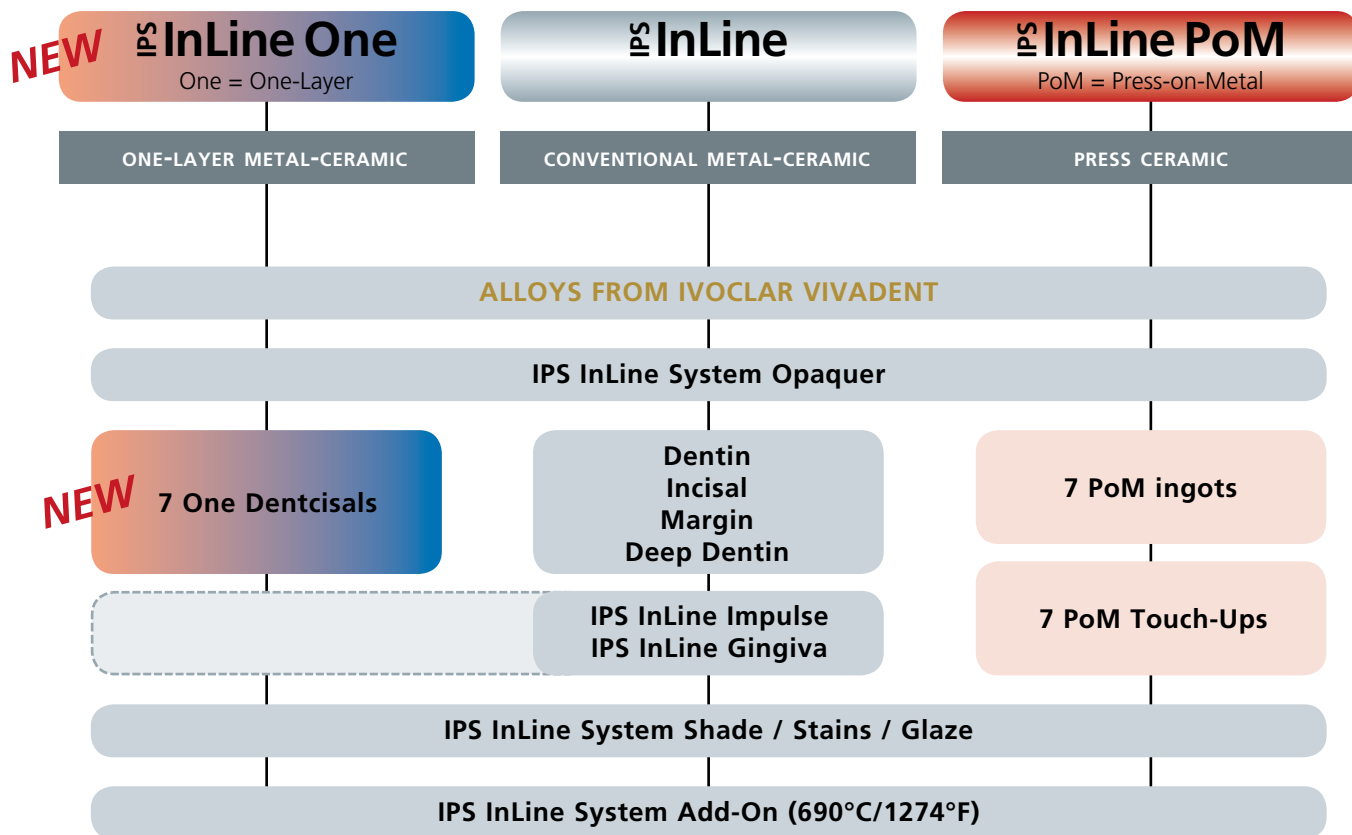 NEW
IPS InLine One
One = One-Layer
IPS InLine
IPS InLine PoM
PoM = Press-on-Metal
ONE-LAYER METAL-CERAMIC
CONVENTIONAL METAL-CERAMIC
PRESS CERAMIC
ALLOYS FROM IVOCLAR VIVADENT
IPS InLine System Opaquer
NEW
7 One Dentcisals
Dentin
Incisal
Margin
Deep Dentin
7 PoM ingots
IPS InLine Impulse
IPS InLine Gingiva
7 PoM Touch-Ups
IPS InLine System Shade / Stains / Glaze
IPS InLine System Add-On (690°C/1274°F)